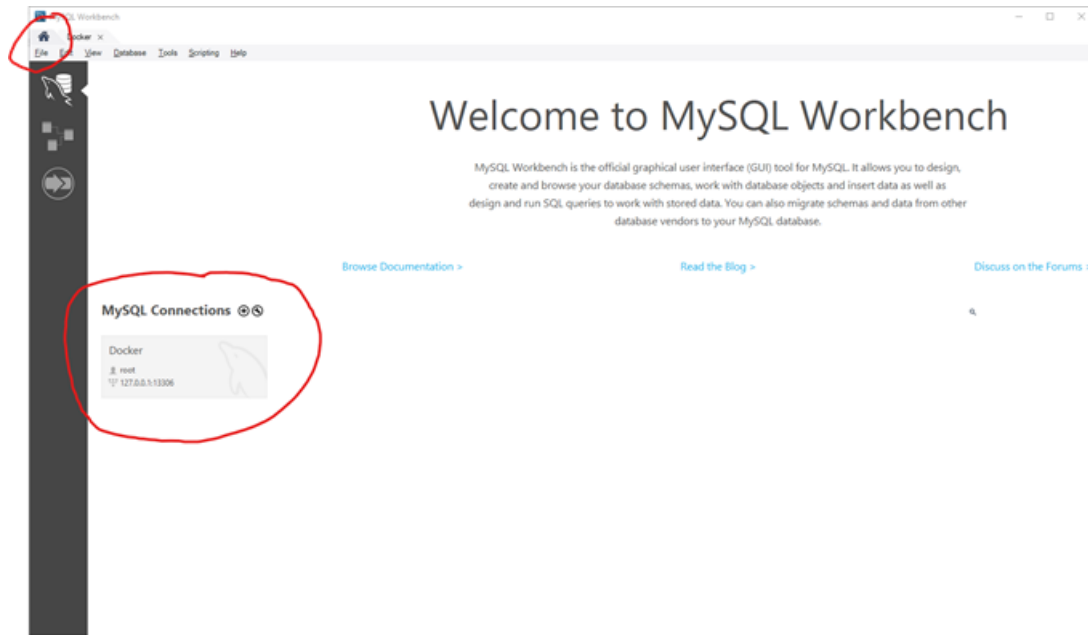 MySQL Workbench
Docker ×
File Edit View Database Tools Scripting Help
Welcome to MySQL Workbench
MySQL Workbench is the official graphical user interface (GUI) tool for MySQL. It allows you to design,
create and browse your database schemas, work with database objects and insert data as well as
design and run SQL queries to work with stored data. You can also migrate schemas and data from other
database vendors to your MySQL database.
Browse Documentation >
Read the Blog >
Discuss on the Forums >
MySQL Connections
Docker
root
127.0.0.1:13306